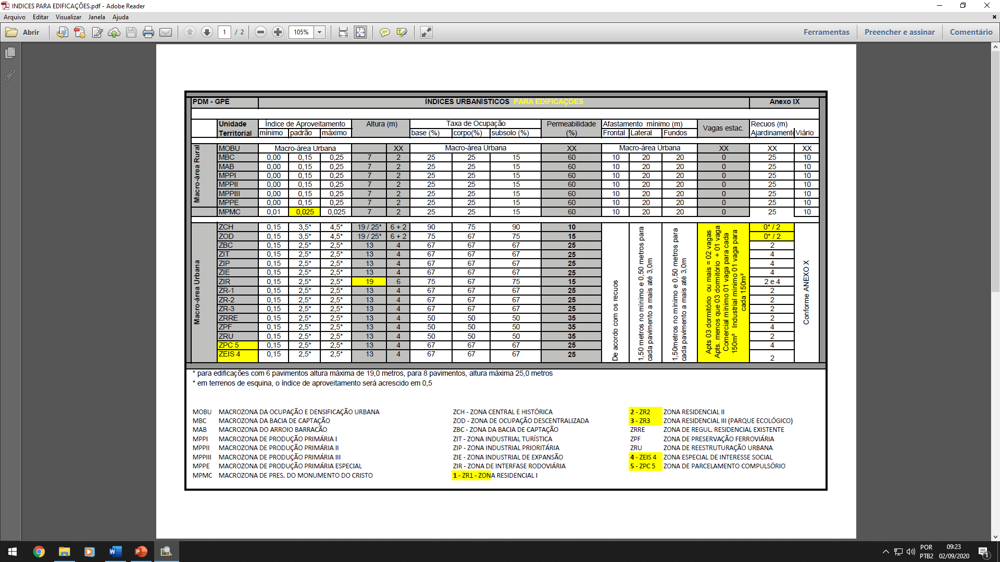 INDICES PARA EDIFICAÇÕES.pdf - Adobe Reader
Arquivo Editar Visualizar Janela Ajuda
Abrir 1 / 2 105% Ferramentas Preencher e assinar Comentário
PDM - GPE ÍNDICES URBANÍSTICOS PARA EDIFICAÇÕES Anexo IX
Unidade Territorial Índice de Aproveitamento Altura (m) Taxa de Ocupação Permeabilidade (%) Afastamento mínimo (m) Vagas estac. Recuos (m)
mínimo padrão máximo base (%) corpo(%) subsolo (%) Frontal Lateral Fundos Ajardinamento Viário
Macro-área Rural
MOBU Macro-área Urbana XX Macro-área Urbana XX Macro-área Urbana XX XX XX
MBC 0,00 0,15 0,25 7 2 25 25 15 60 10 20 20 0 25 10
MAB 0,00 0,15 0,25 7 2 25 25 15 60 10 20 20 0 25 10
MPPI 0,00 0,15 0,25 7 2 25 25 15 60 10 20 20 0 25 10
MPPII 0,00 0,15 0,25 7 2 25 25 15 60 10 20 20 0 25 10
MPPIII 0,00 0,15 0,25 7 2 25 25 15 60 10 20 20 0 25 10
MPPE 0,00 0,15 0,25 7 2 25 25 15 60 10 20 20 0 25 10
MPMC 0,01 0,025 0,025 7 2 25 25 15 60 10 20 20 0 25 10
Macro-área Urbana
ZCH 0,15 3,5* 4,5* 19 / 25* 6 + 2 90 75 90 10 0* / 2
ZOD 0,15 3,5* 4,5* 19 / 25* 6 + 2 75 67 75 15 0* / 2
ZBC 0,15 2,5* 2,5* 13 4 67 67 67 25 2
ZIT 0,15 2,5* 2,5* 13 4 67 67 67 25 4
ZIP 0,15 2,5* 2,5* 13 4 67 67 67 25 4
ZIE 0,15 2,5* 2,5* 13 4 67 67 67 25 4
ZIR 0,15 2,5* 2,5* 19 6 75 67 75 15 2 e 4
ZR-1 0,15 2,5* 2,5* 13 4 67 67 67 25 2
ZR-2 0,15 2,5* 2,5* 13 4 67 67 67 25 2
ZR-3 0,15 2,5* 2,5* 13 4 67 67 67 25 2
ZRRE 0,15 2,5* 2,5* 13 4 50 50 50 35 2
ZPF 0,15 2,5* 2,5* 13 4 50 50 50 35 4
ZRU 0,15 2,5* 2,5* 13 4 50 50 50 35 2
ZPC 5 0,15 2,5* 2,5* 13 4 67 67 67 25 4
ZEIS 4 0,15 2,5* 2,5* 13 4 67 67 67 25 2
De acordo com os recuos
1,50 metros no mínimo e 0,50 metros para
cada pavimento a mais até 3,0m
1,50metros no mínimo e 0,50 metros para
cada pavimento a mais até 3,0m
Apts 03 dormitório ou mais = 02 vagas
Apts. menos que 03 dormitório + 01 vaga
Comercial mínimo 01 vaga para cada
150m² Industrial mínimo 01 vaga para
cada 150m²
Conforme ANEXO X
* para edificações com 6 pavimentos altura máxima de 19,0 metros, para 8 pavimentos, altura máxima 25,0 metros
* em terrenos de esquina, o índice de aproveitamento será acrescido em 0,5
MOBU MACROZONA DA OCUPAÇÃO E DENSIFICAÇÃO URBANA ZCH - ZONA CENTRAL E HISTÓRICA 2 - ZR2 ZONA RESIDENCIAL II
MBC MACROZONA DA BACIA DE CAPTAÇÃO ZOD - ZONA DE OCUPAÇÃO DESCENTRALIZADA 3 - ZR3 ZONA RESIDENCIAL III (PARQUE ECOLÓGICO)
MAB MACROZONA DO ARROIO BARRACÃO ZBC - ZONA DA BACIA DE CAPTAÇÃO ZRRE ZONA DE REGUL. RESIDENCIAL EXISTENTE
MPPI MACROZONA DE PRODUÇÃO PRIMÁRIA I ZIT - ZONA INDUSTRIAL TURÍSTICA ZPF ZONA DE PRESERVAÇÃO FERROVIÁRIA
MPPII MACROZONA DE PRODUÇÃO PRIMÁRIA II ZIP - ZONA INDUSTRIAL PRIORITÁRIA ZRU ZONA DE REESTRUTURAÇÃO URBANA
MPPIII MACROZONA DE PRODUÇÃO PRIMÁRIA III ZIE - ZONA INDUSTRIAL DE EXPANSÃO 4 - ZEIS 4 ZONA ESPECIAL DE INTERESSE SOCIAL
MPPE MACROZONA DE PRODUÇÃO PRIMÁRIA ESPECIAL ZIR - ZONA DE INTERFASE RODOVIÁRIA 5 - ZPC 5 ZONA DE PARCELAMENTO COMPULSÓRIO
MPMC MACROZONA DE PRES. DO MONUMENTO DO CRISTO 1 - ZR1 - ZONA RESIDENCIAL I
POR 09:23
PTB2 02/09/2020 1